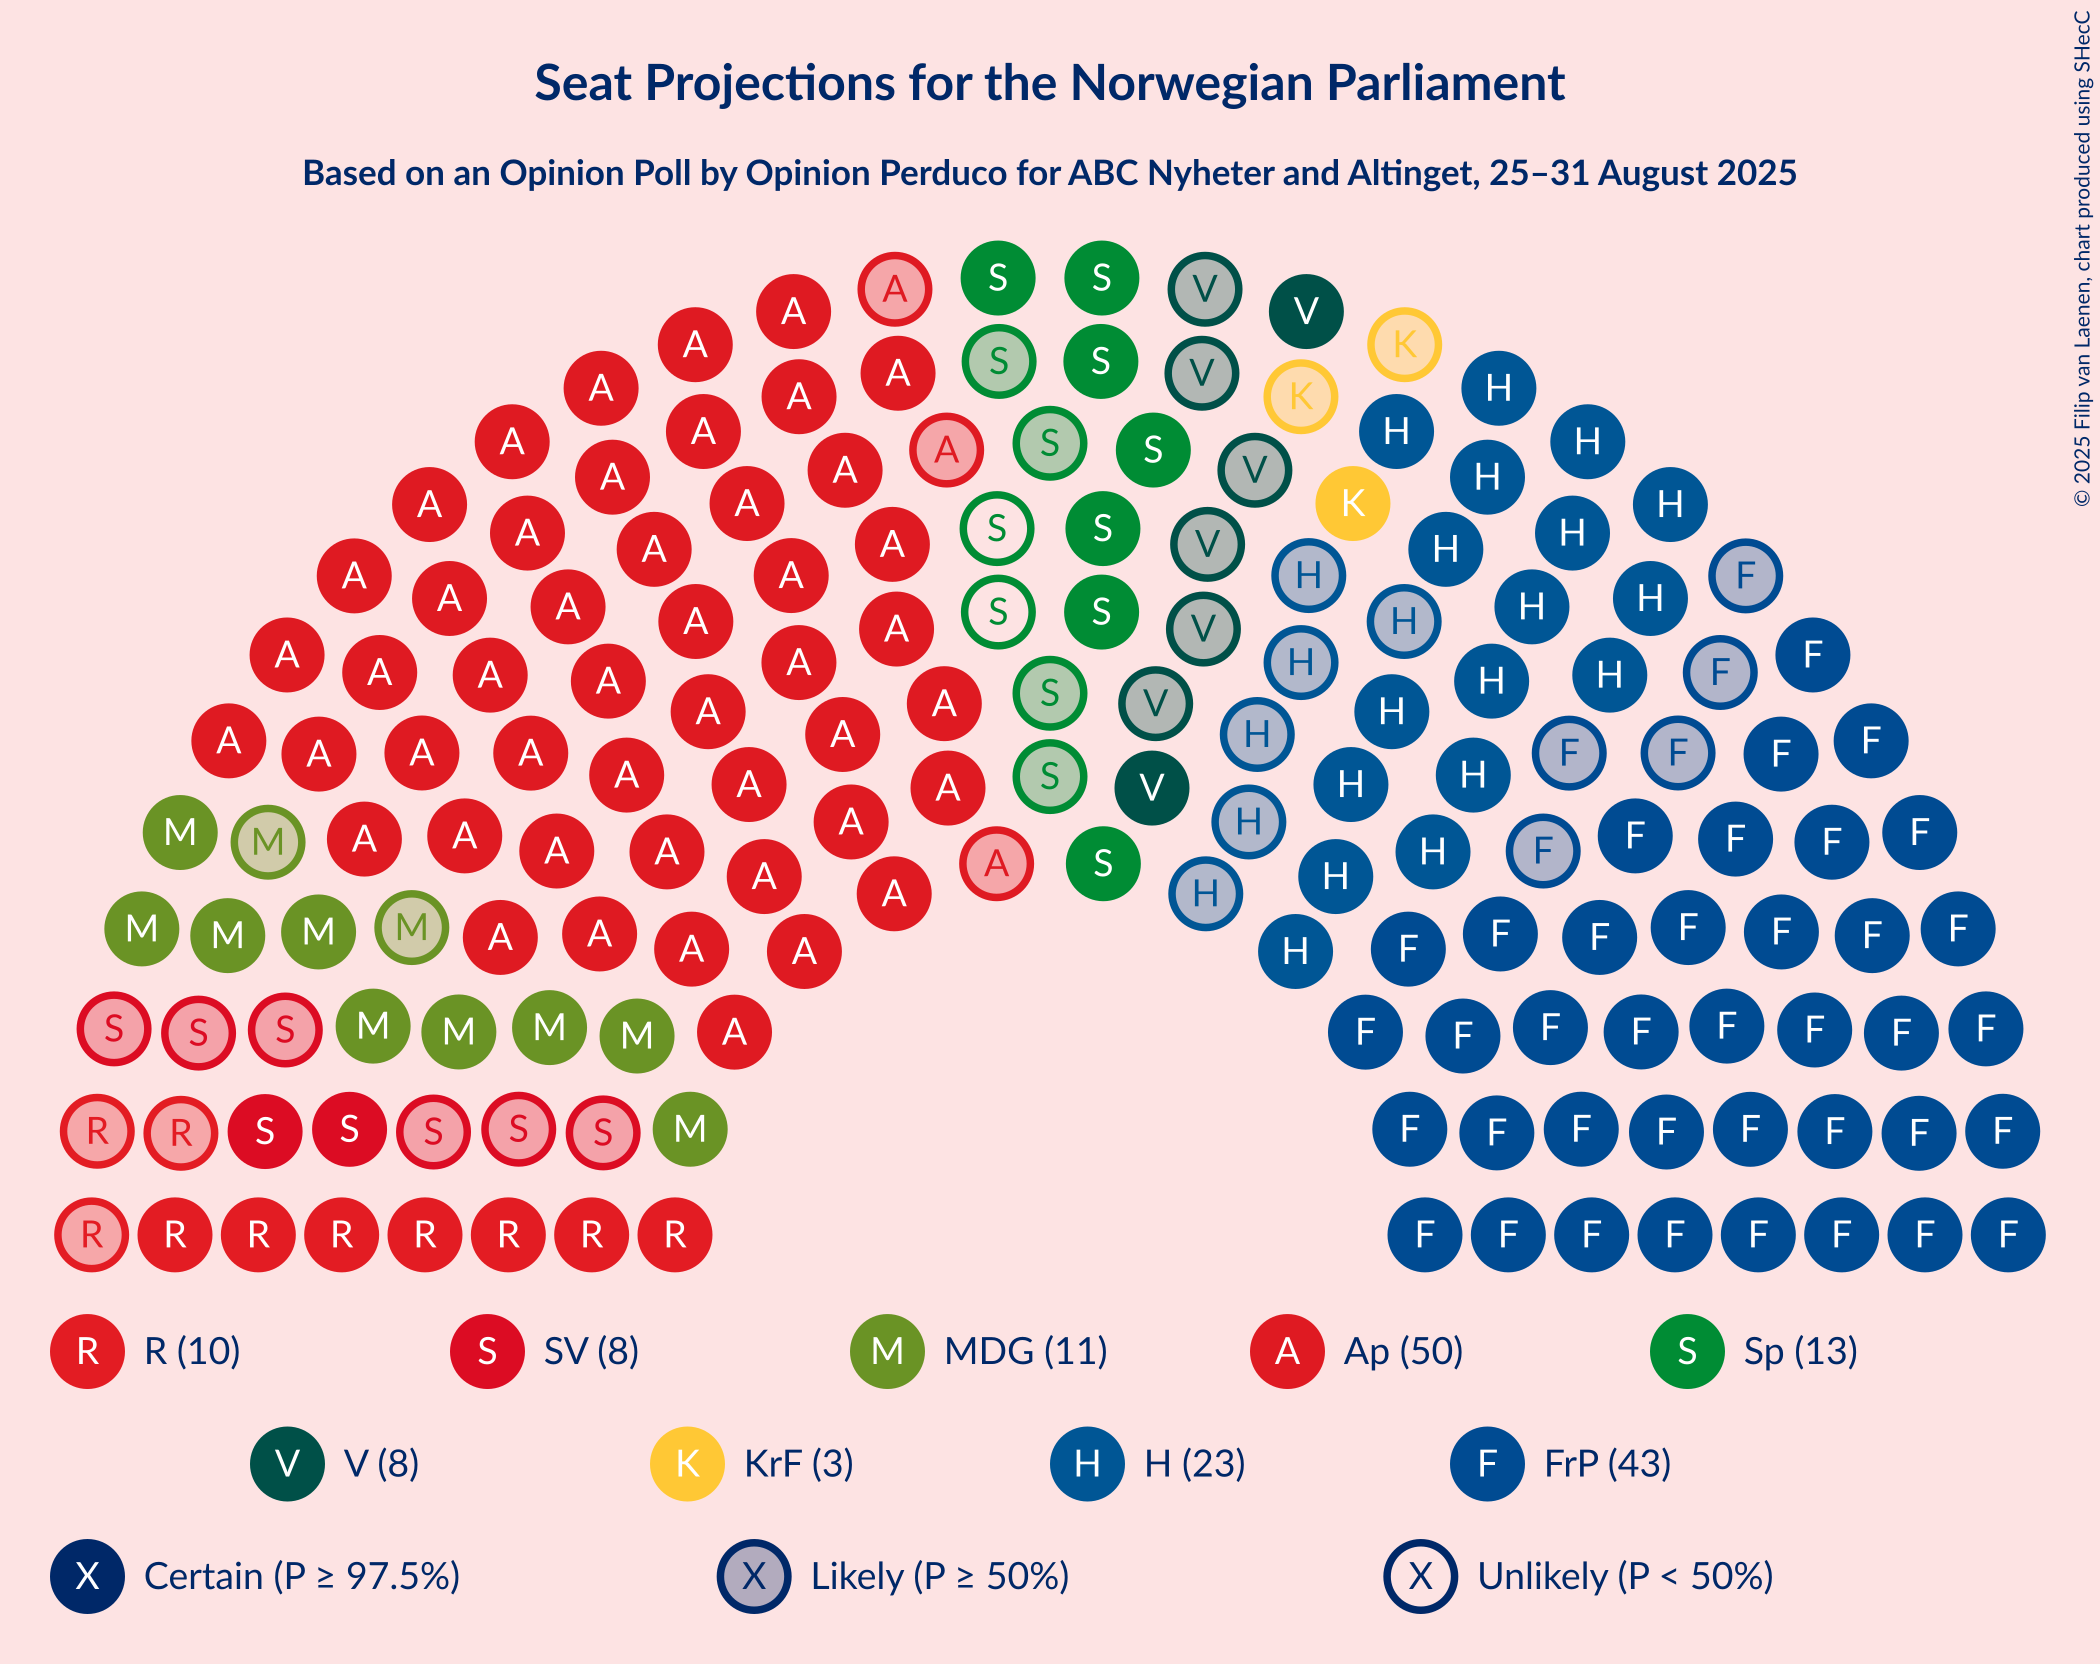 Seat Projections for the Norwegian Parliament
Based on an Opinion Poll by Opinion Perduco for ABC Nyheter and Altinget, 25–31 August 2025
© 2025 Filip van Laenen, chart produced using SHecC
S S
A V
A V
A S S K
A A V H
A A K H
A A S H
A A S H
A A V H
A A K H
A A S S H F
A A V H
A A H H
A A S S H H
A A V H F
A A H H F
A A S V H H
A A A A H H F F F F
A A A S V H H
M M A A A A A A H H H F F F F F
A A S H
M M M M A A A A H F F F F F F F
S S S M M M M A F F F F F F F F
R R S S S S S M F F F F F F F F
R R R R R R R R F F F F F F F F
R R (10) S SV (8) M MDG (11) A Ap (50) S Sp (13)
V V (8) K KrF (3) H H (23) F FrP (43)
X Certain (P ≥ 97.5%) X Likely (P ≥ 50%) X Unlikely (P < 50%)